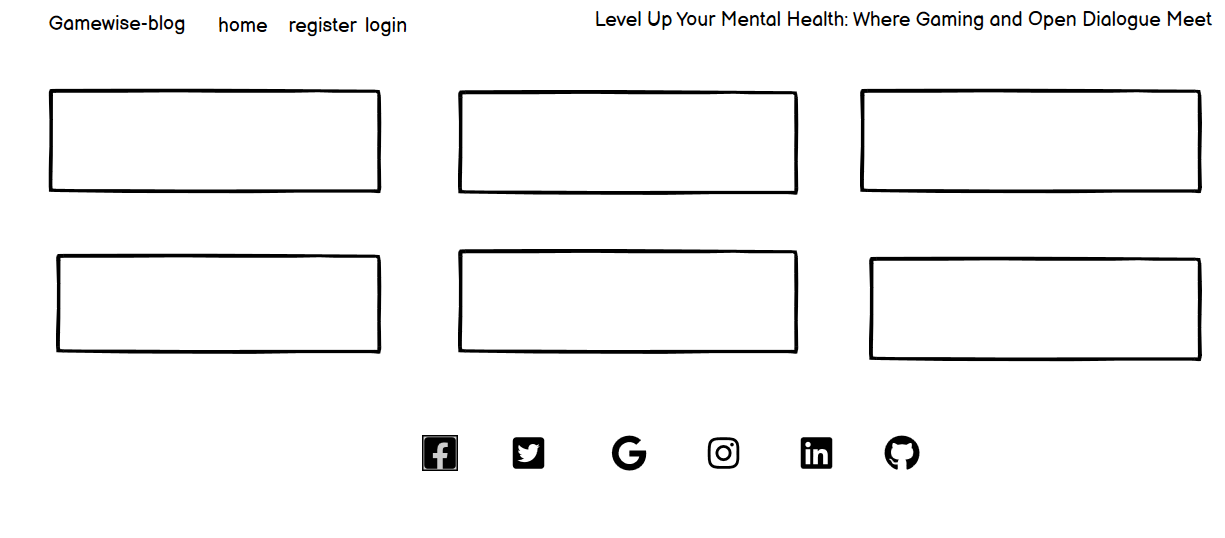 Gamewise-blog home register login
Level Up Your Mental Health: Where Gaming and Open Dialogue Meet